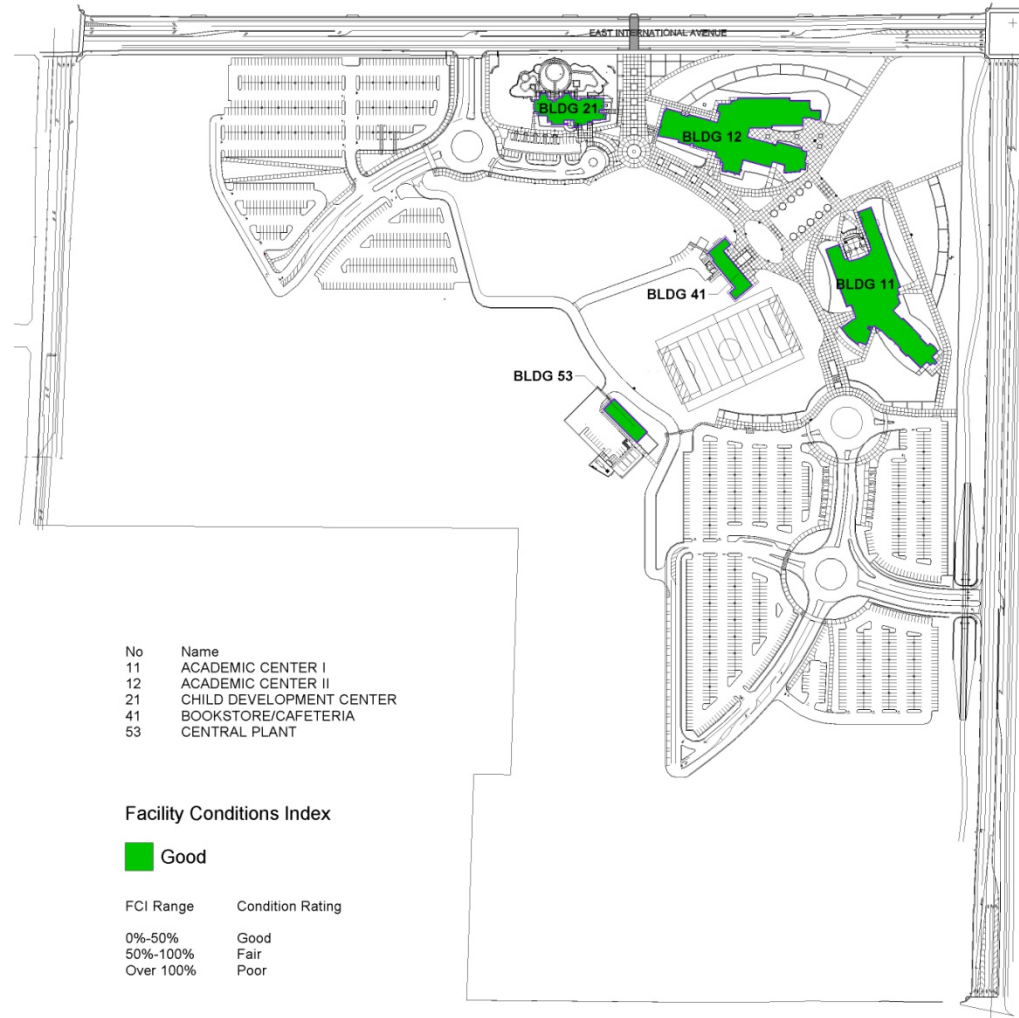 EAST INTERNATIONAL AVENUE
BLDG 21
BLDG 12
BLDG 11
BLDG 41
BLDG 53
No Name
11 ACADEMIC CENTER I
12 ACADEMIC CENTER II
21 CHILD DEVELOPMENT CENTER
41 BOOKSTORE/CAFETERIA
53 CENTRAL PLANT
Facility Conditions Index
Good
FCI Range Condition Rating
0%-50% Good
50%-100% Fair
Over 100% Poor